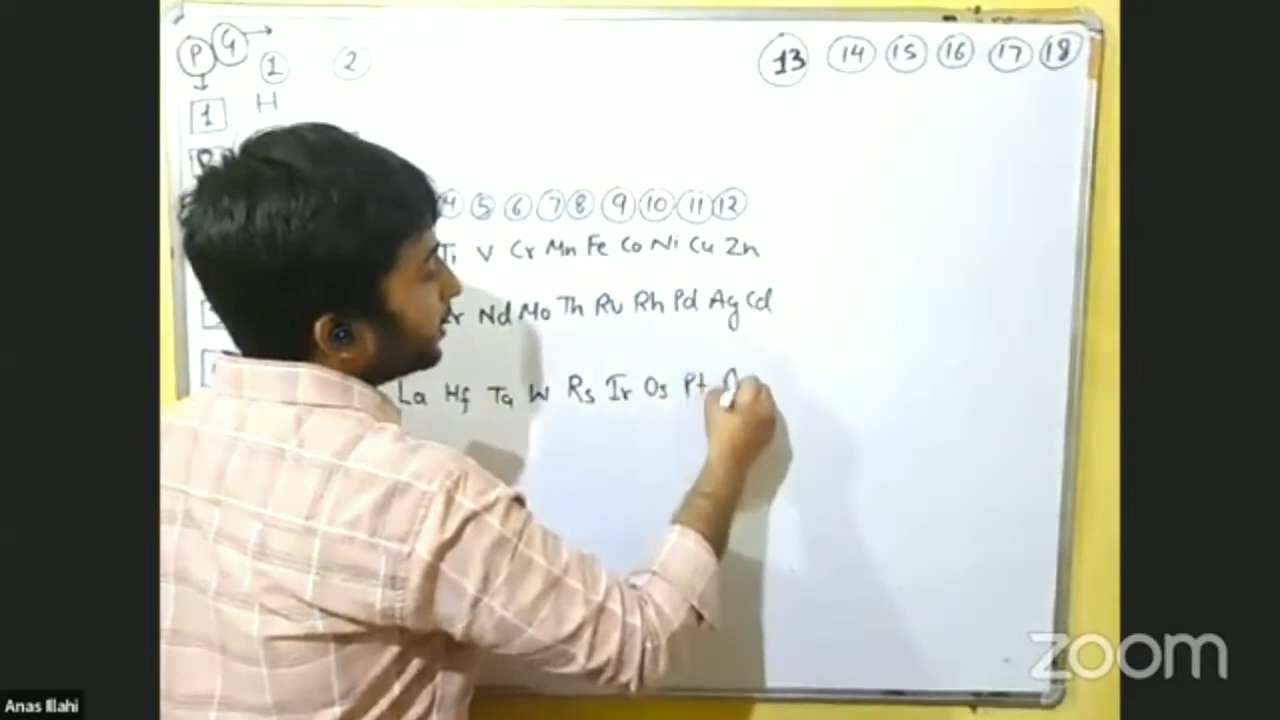 P G →
1 2 13 14 15 16 17 18
1 H
4 5 6 7 8 9 10 11 12
Ti V Cr Mn Fe Co Ni Cu Zn
Nd Mo Th Ru Rh Pd Ag Cd
La Hf Ta W Rs Ir Os Pt
zoom
Anas Illahi